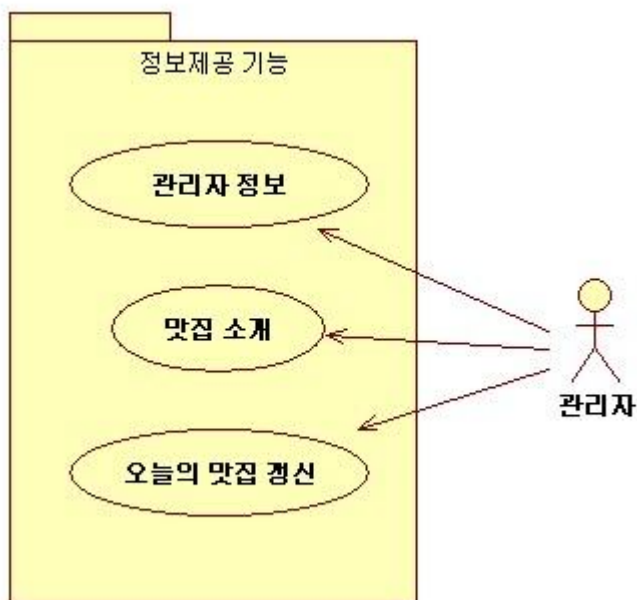 정보제공 기능
관리자 정보
맛집 소개
오늘의 맛집 갱신
관리자